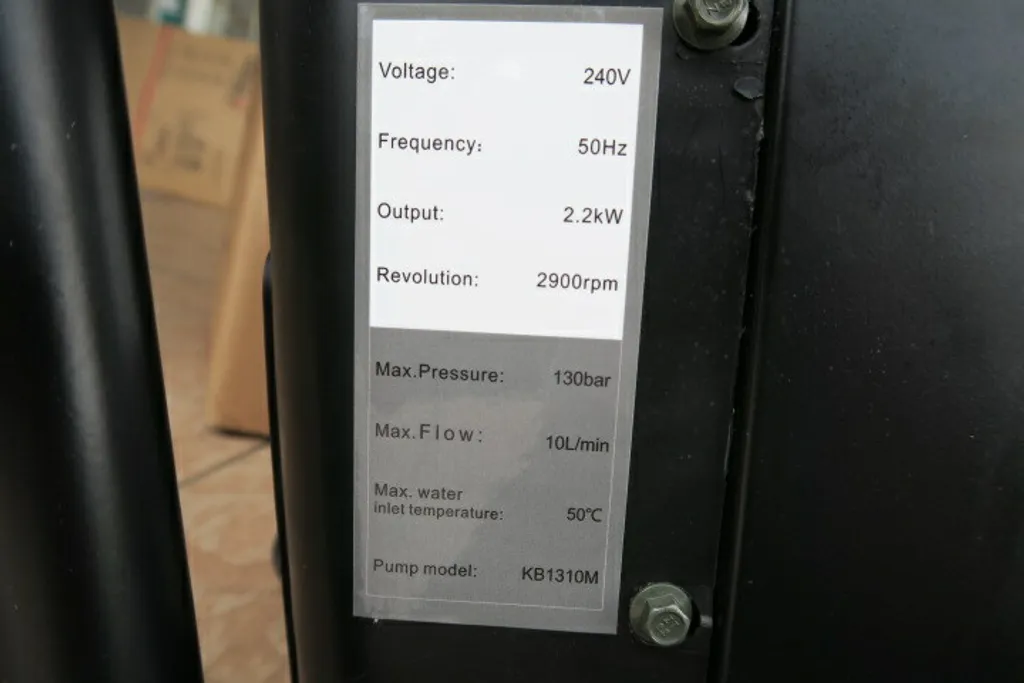 Voltage: 240V
Frequency: 50Hz
Output: 2.2kW
Revolution: 2900rpm
Max.Pressure: 130bar
Max.Flow: 10L/min
Max. water
inlet temperature: 50℃
Pump model: KB1310M